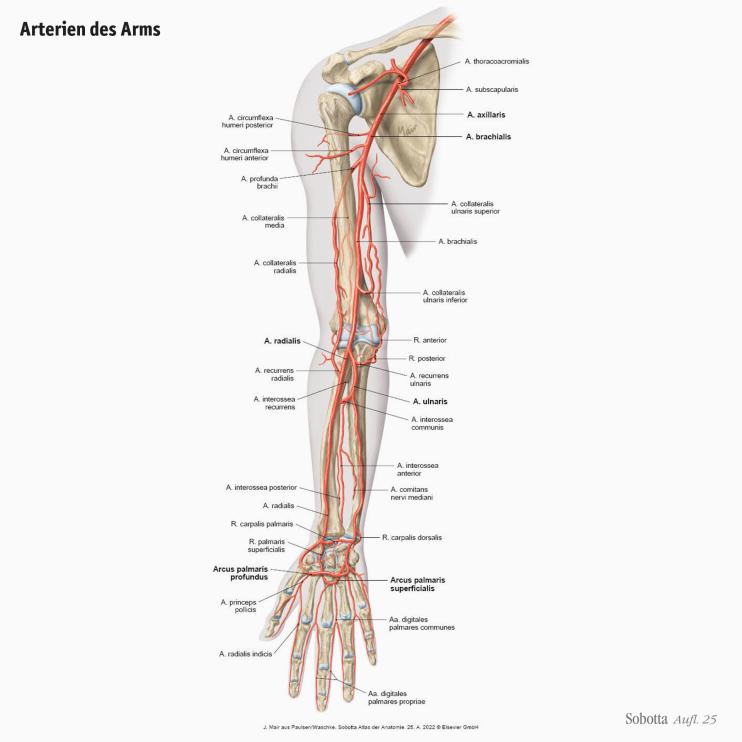 Arterien des Arms
A. thoracoacromialis
A. subscapularis
A. axillaris
A. brachialis
A. circumflexa
humeri posterior
A. circumflexa
humeri anterior
A. profunda
brachii
A. collateralis
ulnaris superior
A. collateralis
media
A. brachialis
A. collateralis
radialis
A. collateralis
ulnaris inferior
A. radialis
R. anterior
R. posterior
A. recurrens
radialis
A. recurrens
ulnaris
A. interossea
recurrens
A. ulnaris
A. interossea
communis
A. interossea
anterior
A. interossea posterior
A. comitans
nervi mediani
A. radialis
R. carpalis palmaris
R. carpalis dorsalis
R. palmaris
superficialis
Arcus palmaris
profundus
Arcus palmaris
superficialis
A. princeps
pollicis
Aa. digitales
palmares communes
A. radialis indicis
Aa. digitales
palmares propriae
Mair
J. Mair aus Paulsen/Waschke, Sobotta Atlas der Anatomie, 25. A. 2022 © Elsevier GmbH
Sobotta Aufl. 25